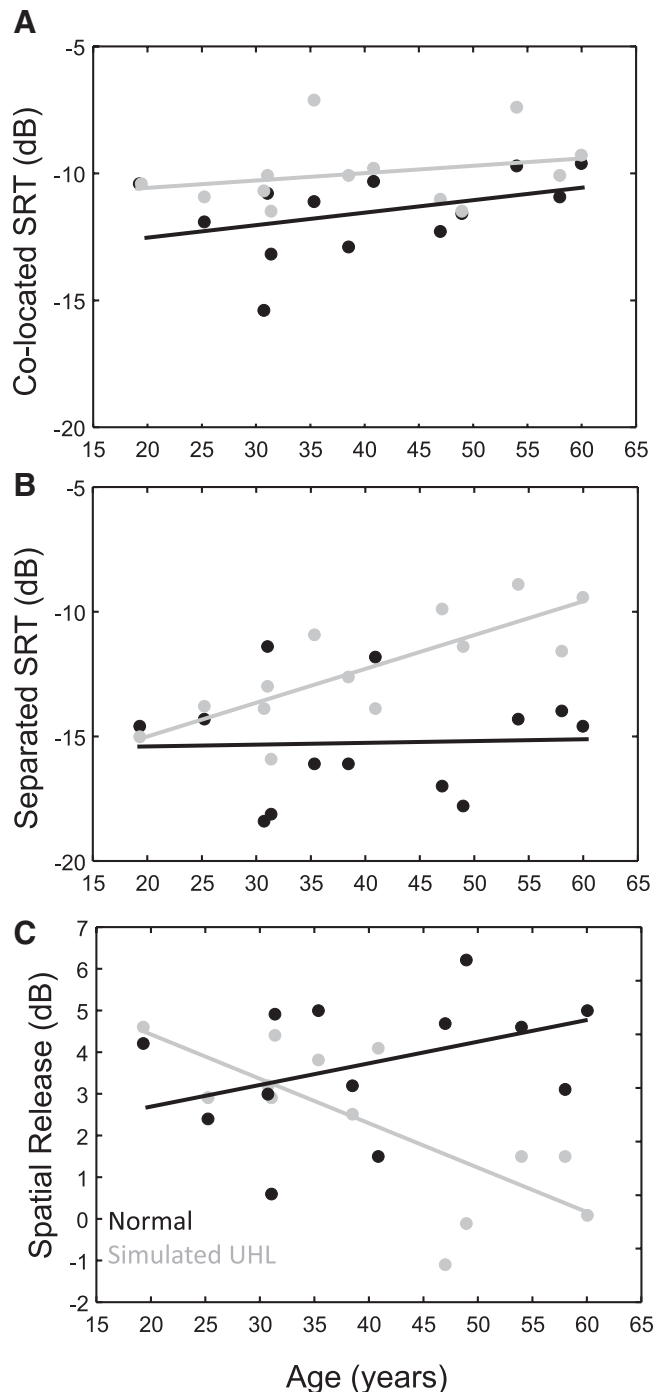 A
-5
-10
-15
-20
Co-located SRT (dB)
15 20 25 30 35 40 45 50 55 60 65
B
-5
-10
-15
-20
Separated SRT (dB)
15 20 25 30 35 40 45 50 55 60 65
C
7
6
5
4
3
2
1
0
-1
-2
Spatial Release (dB)
Normal
Simulated UHL
15 20 25 30 35 40 45 50 55 60 65
Age (years)